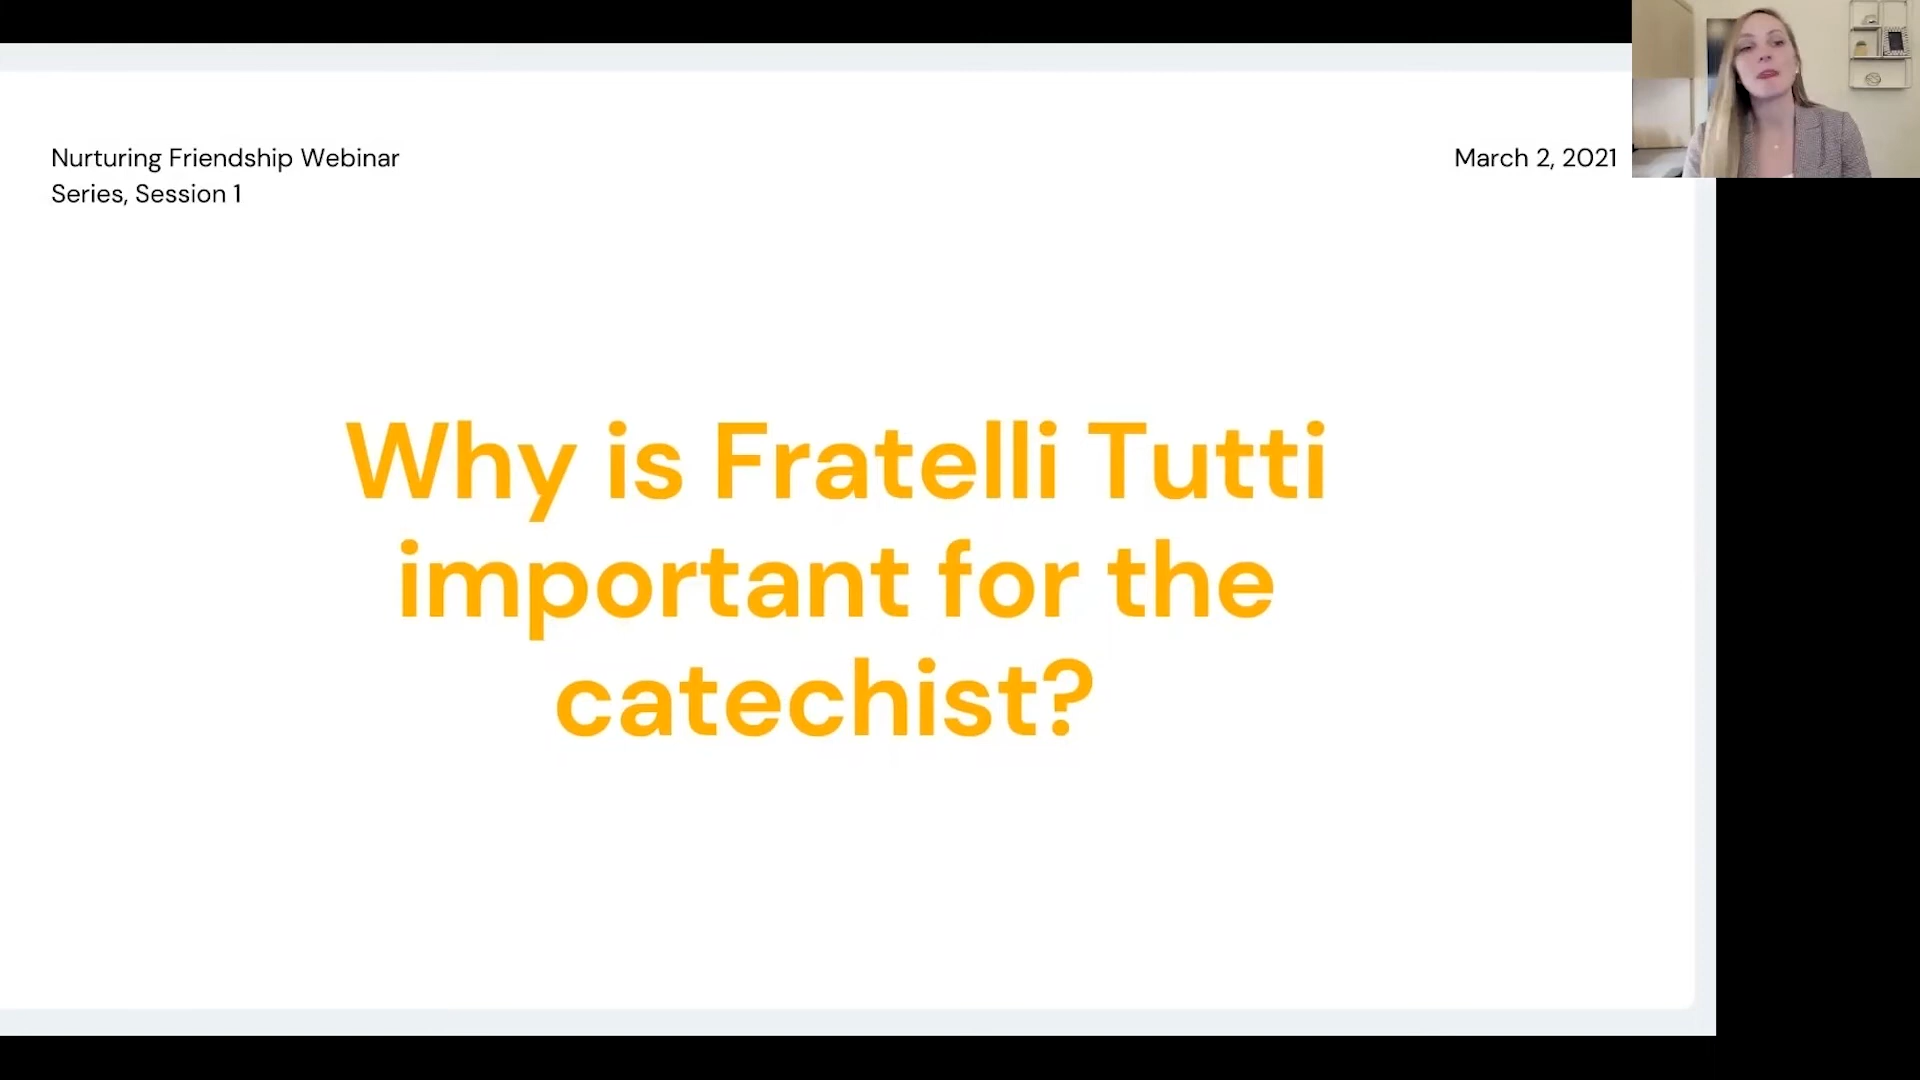 Nurturing Friendship Webinar
Series, Session 1
March 2, 2021
Why is Fratelli Tutti
important for the
catechist?